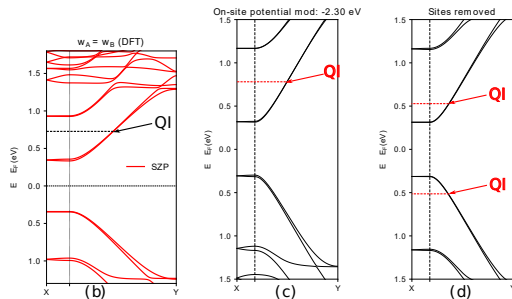 w_A = w_B (DFT)
On-site potential mod: -2.30 eV
Sites removed
1.5
1.0
0.5
0.0
0.5
1.0
E E_F (eV)
QI
SZP
X
Y
(b)
1.5
1.0
0.5
0.0
0.5
1.0
1.5
E E_F (eV)
QI
X
Y
(c)
1.5
1.0
0.5
0.0
0.5
1.0
1.5
E E_F (eV)
QI
QI
X
Y
(d)